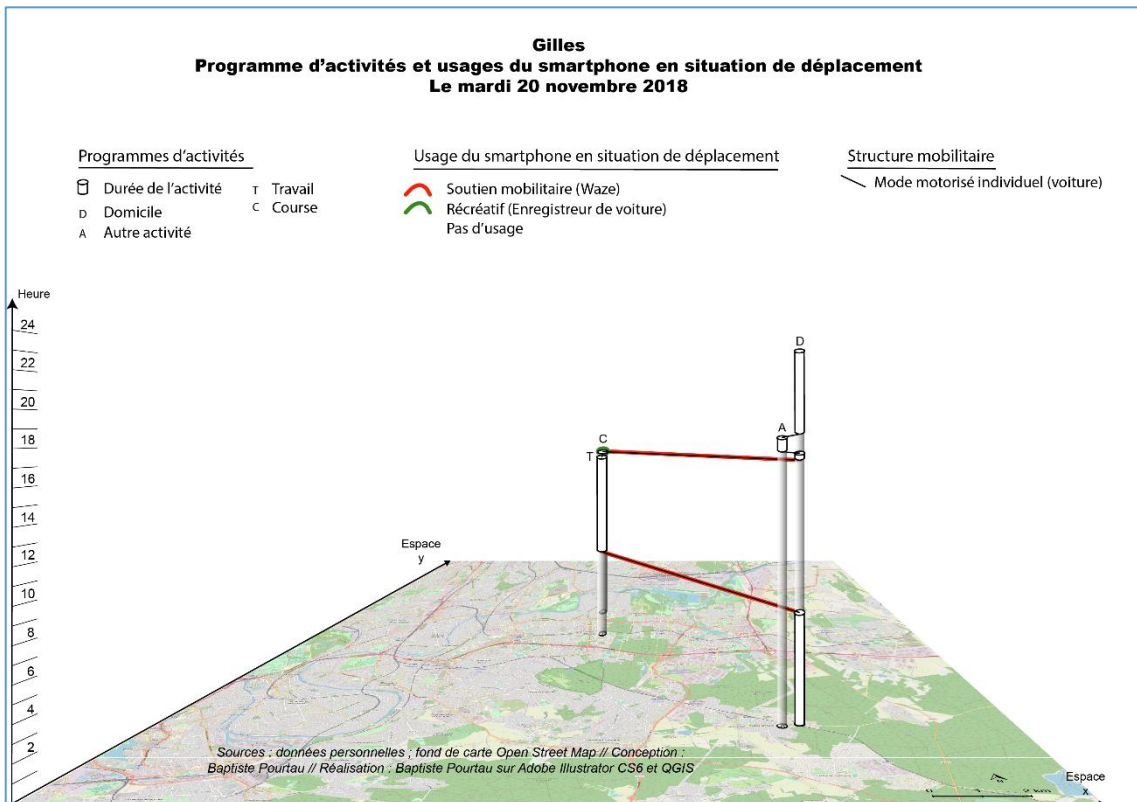 Gilles
Programme d'activités et usages du smartphone en situation de déplacement
Le mardi 20 novembre 2018
Programmes d'activités
Durée de l'activité
T Travail
D Domicile
C Course
A Autre activité
Usage du smartphone en situation de déplacement
Soutien mobilitaire (Waze)
Récréatif (Enregistreur de voiture)
Pas d'usage
Structure mobilitaire
Mode motorisé individuel (voiture)
Heure
24
22
20
18
16
14
12
10
8
6
4
2
D
A
C
T
Espace
y
Sources : données personnelles ; fond de carte Open Street Map // Conception :
Baptiste Pourtau // Réalisation : Baptiste Pourtau sur Adobe Illustrator CS6 et QGIS
0 1 2 km
Espace
x